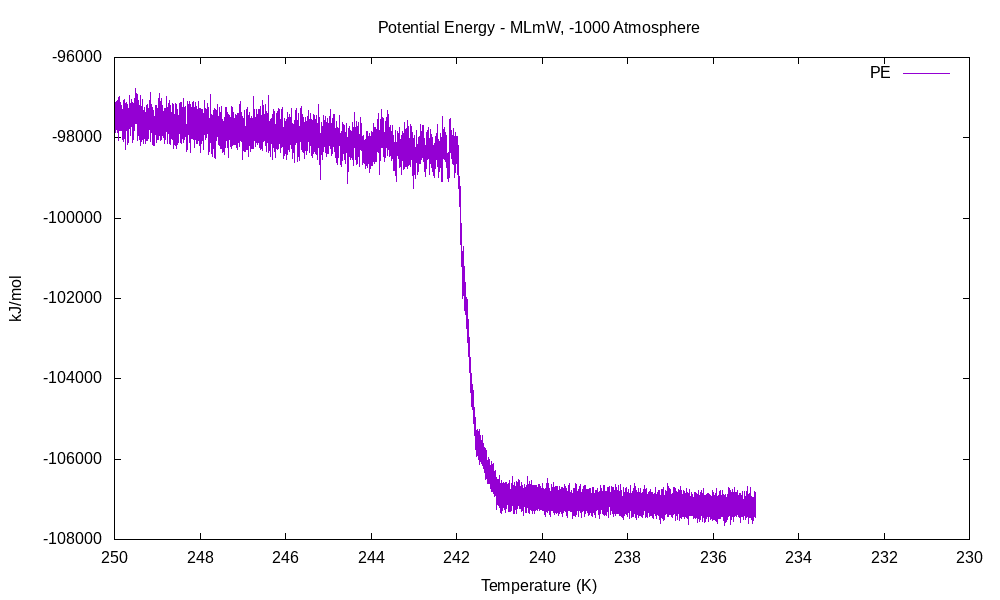 Potential Energy - MLmW, -1000 Atmosphere
-96000
PE
-98000
-100000
-102000
kJ/mol
-104000
-106000
-108000
250 248 246 244 242 240 238 236 234 232 230
Temperature (K)